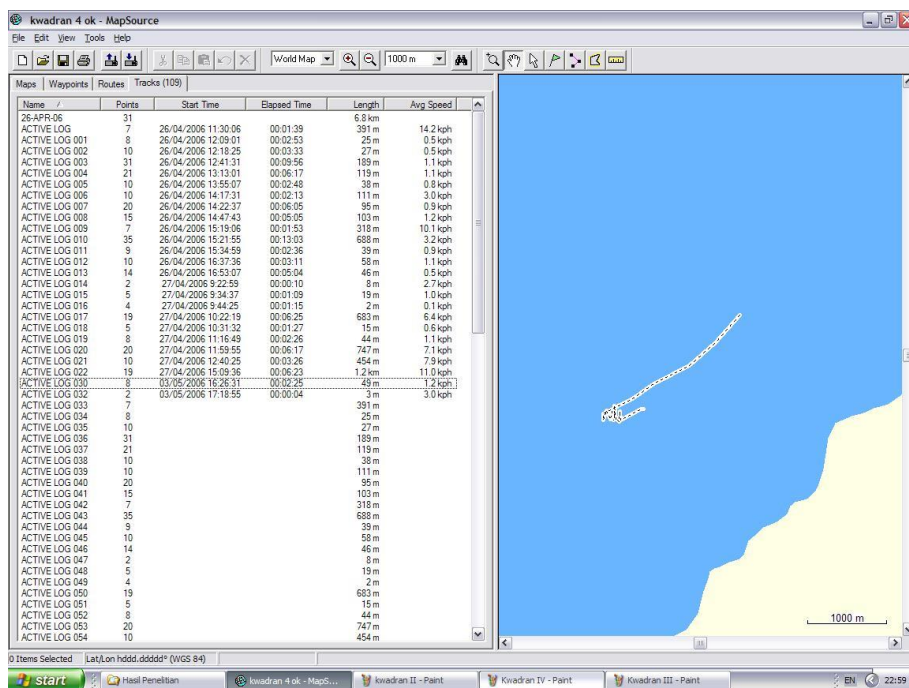 kwadran 4 ok - MapSource
File Edit View Tools Help
World Map 1000 m
Maps Waypoints Routes Tracks (109)
Name Points Start Time Elapsed Time Length Avg Speed
26-APR-06 31 6.8 km
ACTIVE LOG 7 26/04/2006 11:30:06 00:01:39 391 m 14.2 kph
ACTIVE LOG 001 8 26/04/2006 12:09:01 00:02:53 25 m 0.5 kph
ACTIVE LOG 002 10 26/04/2006 12:18:25 00:03:33 27 m 0.5 kph
ACTIVE LOG 003 31 26/04/2006 12:41:31 00:09:56 189 m 1.1 kph
ACTIVE LOG 004 21 26/04/2006 13:13:01 00:06:17 119 m 1.1 kph
ACTIVE LOG 005 10 26/04/2006 13:55:07 00:02:48 38 m 0.8 kph
ACTIVE LOG 006 10 26/04/2006 14:17:31 00:02:13 111 m 3.0 kph
ACTIVE LOG 007 20 26/04/2006 14:22:37 00:06:05 95 m 0.9 kph
ACTIVE LOG 008 15 26/04/2006 14:47:43 00:05:05 103 m 1.2 kph
ACTIVE LOG 009 7 26/04/2006 15:19:06 00:01:53 318 m 10.1 kph
ACTIVE LOG 010 35 26/04/2006 15:21:55 00:13:03 688 m 3.2 kph
ACTIVE LOG 011 9 26/04/2006 15:34:59 00:02:36 39 m 0.9 kph
ACTIVE LOG 012 10 26/04/2006 16:37:36 00:03:11 58 m 1.1 kph
ACTIVE LOG 013 14 26/04/2006 16:53:07 00:05:04 46 m 0.5 kph
ACTIVE LOG 014 2 27/04/2006 9:22:59 00:00:10 8 m 2.7 kph
ACTIVE LOG 015 5 27/04/2006 9:34:37 00:01:09 19 m 1.0 kph
ACTIVE LOG 016 4 27/04/2006 9:44:25 00:01:15 2 m 0.1 kph
ACTIVE LOG 017 19 27/04/2006 10:22:19 00:06:25 683 m 6.4 kph
ACTIVE LOG 018 5 27/04/2006 10:31:32 00:01:27 15 m 0.6 kph
ACTIVE LOG 019 8 27/04/2006 11:16:49 00:02:26 44 m 1.1 kph
ACTIVE LOG 020 20 27/04/2006 11:59:55 00:06:17 747 m 7.1 kph
ACTIVE LOG 021 10 27/04/2006 12:40:25 00:03:26 454 m 7.9 kph
ACTIVE LOG 022 19 27/04/2006 15:09:36 00:06:23 1.2 km 11.0 kph
ACTIVE LOG 030 8 03/05/2006 16:26:31 00:02:25 49 m 1.2 kph
ACTIVE LOG 032 2 03/05/2006 17:18:55 00:00:04 3 m 3.0 kph
ACTIVE LOG 033 7 391 m
ACTIVE LOG 034 8 25 m
ACTIVE LOG 035 10 27 m
ACTIVE LOG 036 31 189 m
ACTIVE LOG 037 21 119 m
ACTIVE LOG 038 10 38 m
ACTIVE LOG 039 10 111 m
ACTIVE LOG 040 20 95 m
ACTIVE LOG 041 15 103 m
ACTIVE LOG 042 7 318 m
ACTIVE LOG 043 35 688 m
ACTIVE LOG 044 9 39 m
ACTIVE LOG 045 10 58 m
ACTIVE LOG 046 14 46 m
ACTIVE LOG 047 2 8 m
ACTIVE LOG 048 5 19 m
ACTIVE LOG 049 4 2 m
ACTIVE LOG 050 19 683 m
ACTIVE LOG 051 5 15 m
ACTIVE LOG 052 8 44 m
ACTIVE LOG 053 20 747 m
ACTIVE LOG 054 10 454 m
1000 m
0 Items Selected Lat/Lon hddd.ddddd° (WGS 84)
start Hasil Penelitian kwadran 4 ok - MapS... kwadran II - Paint Kwadran IV - Paint Kwadran III - Paint EN 22:59